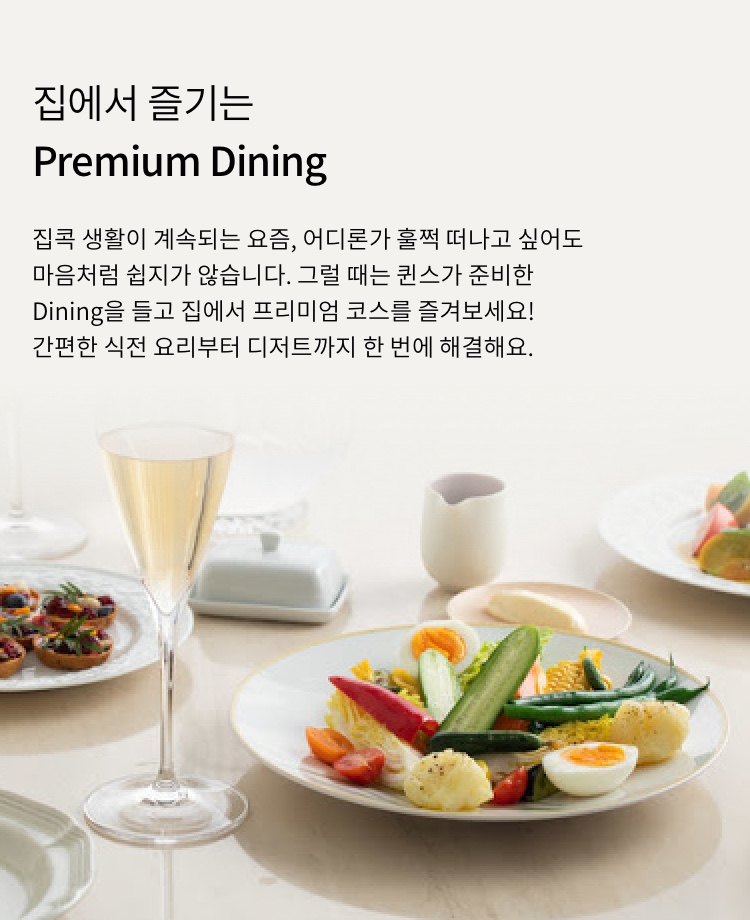 집에서 즐기는
Premium Dining
집콕 생활이 계속되는 요즘, 어디론가 훌쩍 떠나고 싶어도
마음처럼 쉽지가 않습니다. 그럴 때는 퀸스가 준비한
Dining을 들고 집에서 프리미엄 코스를 즐겨보세요!
간편한 식전 요리부터 디저트까지 한 번에 해결해요.